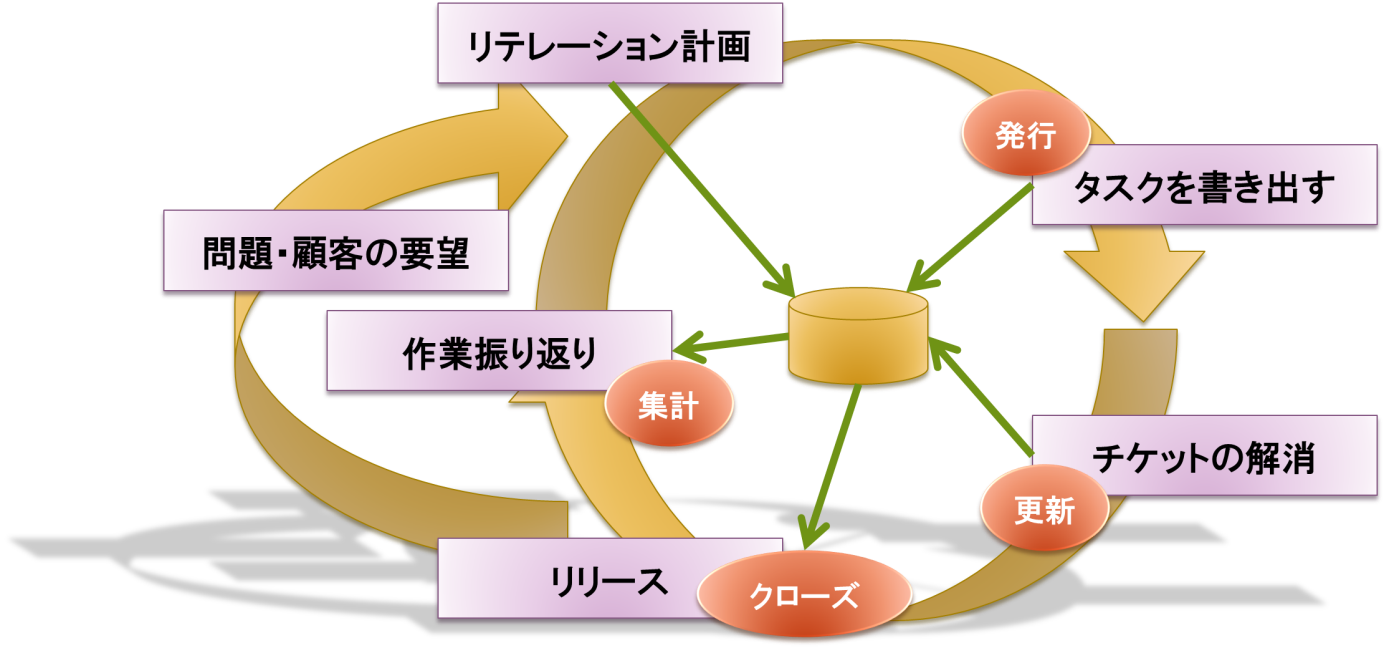 リテレーション計画
発行
タスクを書き出す
問題・顧客の要望
作業振り返り
集計
チケットの解消
更新
リリース
クローズ